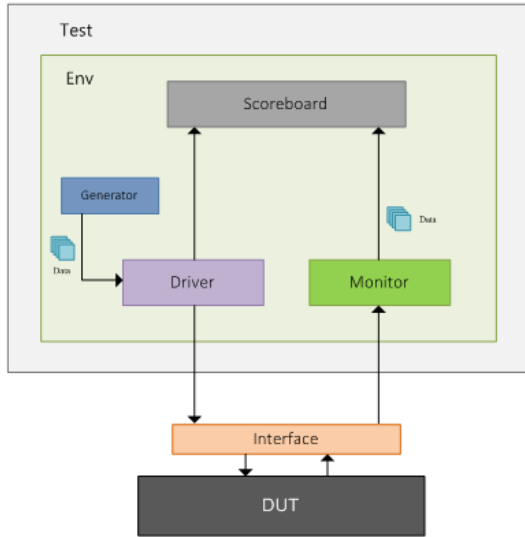 Test
Env
Scoreboard
Generator
Data
Data
Driver
Monitor
Interface
DUT